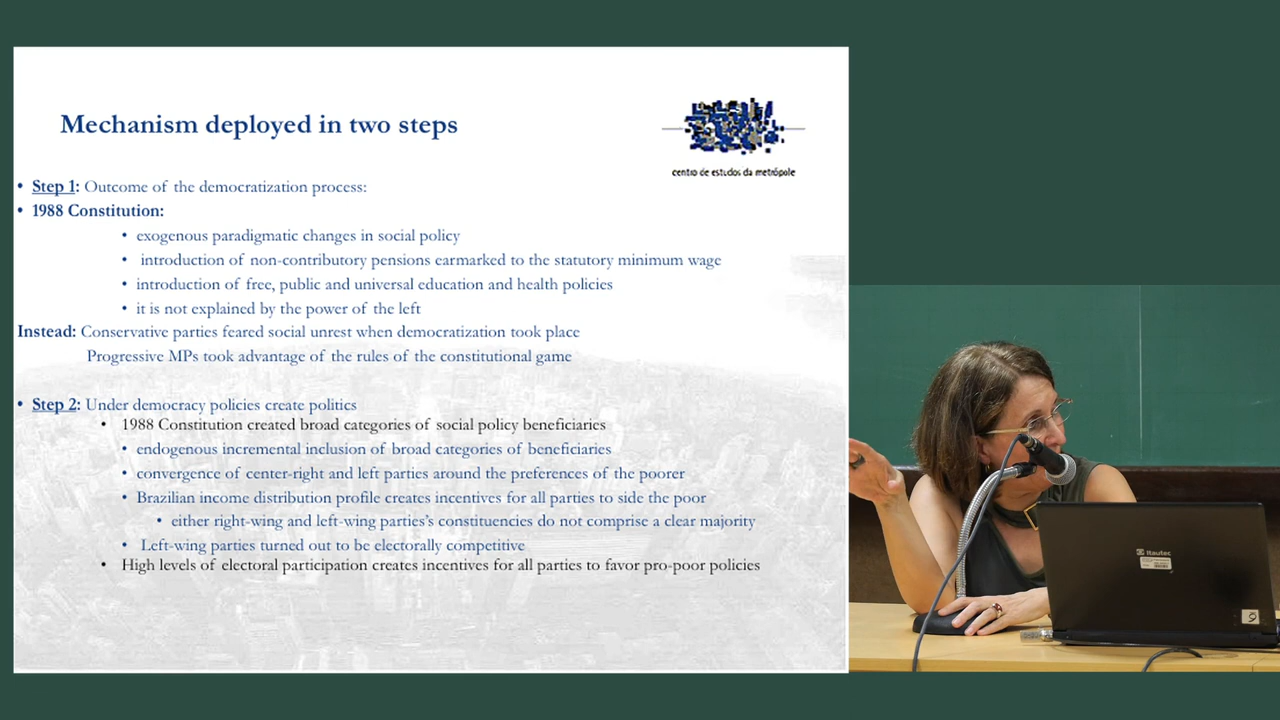 Mechanism deployed in two steps
centro de estudos da metrópole
• Step 1: Outcome of the democratization process:
• 1988 Constitution:
• exogenous paradigmatic changes in social policy
• introduction of non-contributory pensions earmarked to the statutory minimum wage
• introduction of free, public and universal education and health policies
• it is not explained by the power of the left
Instead: Conservative parties feared social unrest when democratization took place
Progressive MPs took advantage of the rules of the constitutional game
• Step 2: Under democracy policies create politics
• 1988 Constitution created broad categories of social policy beneficiaries
• endogenous incremental inclusion of broad categories of beneficiaries
• convergence of center-right and left parties around the preferences of the poorer
• Brazilian income distribution profile creates incentives for all parties to side the poor
• either right-wing and left-wing parties's constituencies do not comprise a clear majority
• Left-wing parties turned out to be electorally competitive
• High levels of electoral participation creates incentives for all parties to favor pro-poor policies
Itautec